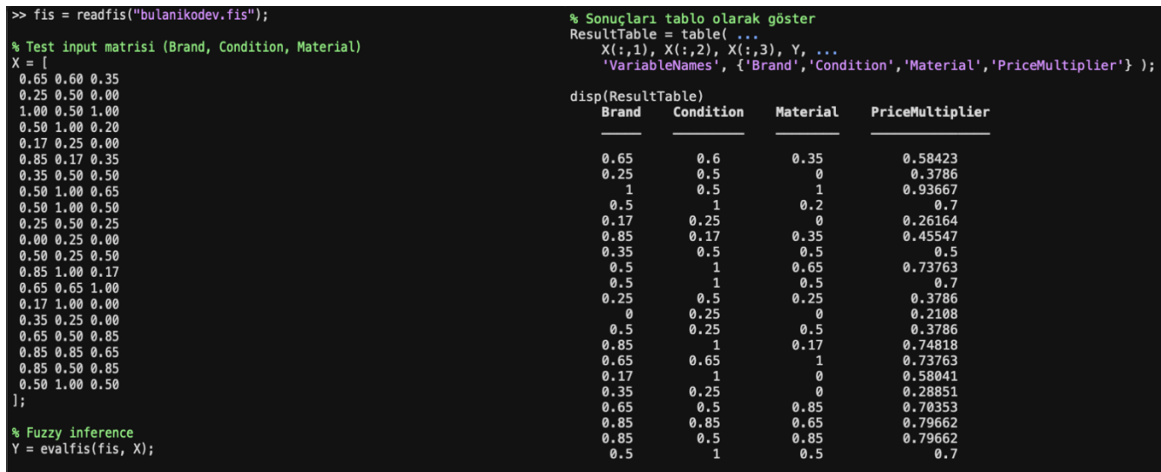 >> fis = readfis("bulanikodev.fis");
% Test input matrisi (Brand, Condition, Material)
X = [
0.65 0.60 0.35
0.25 0.50 0.00
1.00 0.50 1.00
0.50 1.00 0.20
0.17 0.25 0.00
0.85 0.17 0.35
0.35 0.50 0.50
0.50 1.00 0.65
0.50 1.00 0.50
0.25 0.50 0.25
0.00 0.25 0.00
0.50 0.25 0.50
0.85 1.00 0.17
0.65 0.65 1.00
0.17 1.00 0.00
0.35 0.25 0.00
0.65 0.50 0.85
0.85 0.85 0.65
0.85 0.50 0.85
0.50 1.00 0.50
];
% Fuzzy inference
Y = evalfis(fis, X);
% Sonuçları tablo olarak göster
ResultTable = table( ...
X(:,1), X(:,2), X(:,3), Y, ...
'VariableNames', {'Brand','Condition','Material','PriceMultiplier'} );
disp(ResultTable)
Brand Condition Material PriceMultiplier
0.65 0.6 0.35 0.58423
0.25 0.5 0 0.3786
1 0.5 1 0.93667
0.5 1 0.2 0.7
0.17 0.25 0 0.26164
0.85 0.17 0.35 0.45547
0.35 0.5 0.5 0.5
0.5 1 0.65 0.73763
0.5 1 0.5 0.7
0.25 0.5 0.25 0.3786
0 0.25 0 0.2108
0.5 0.25 0.5 0.3786
0.85 1 0.17 0.74818
0.65 0.65 1 0.73763
0.17 1 0 0.58041
0.35 0.25 0 0.28851
0.65 0.5 0.85 0.70353
0.85 0.85 0.65 0.79662
0.85 0.5 0.85 0.79662
0.5 1 0.5 0.7